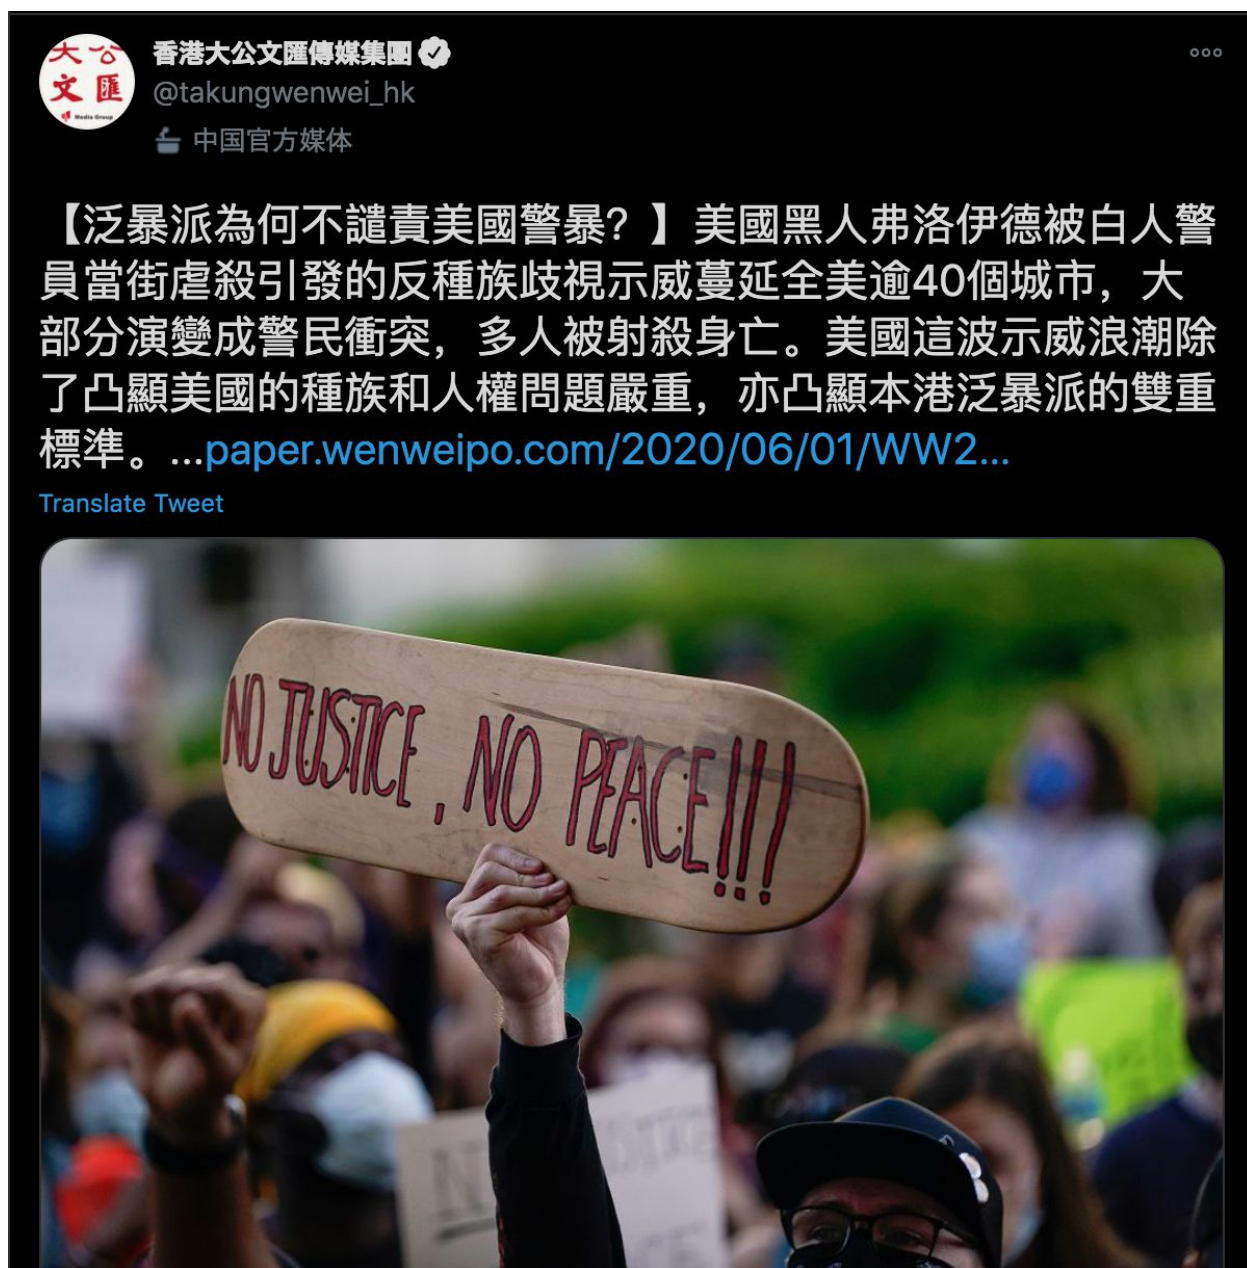 大公
文匯
Media Group
香港大公文匯傳媒集團
@takungwenwei_hk
中国官方媒体
【泛暴派為何不譴責美國警暴？】美國黑人弗洛伊德被白人警
員當街虐殺引發的反種族歧視示威蔓延全美逾40個城市，大
部分演變成警民衝突，多人被射殺身亡。美國這波示威浪潮除
了凸顯美國的種族和人權問題嚴重，亦凸顯本港泛暴派的雙重
標準。...paper.wenweipo.com/2020/06/01/WW2...
Translate Tweet
NO JUSTICE, NO PEACE!!!